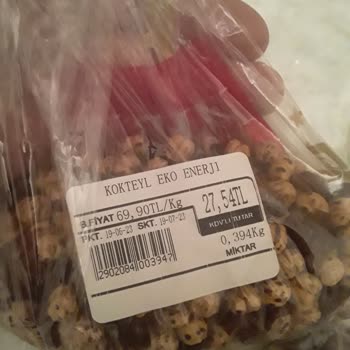 KOKTEYL EKO ENERJI
B.FİYAT 69,90TL/Kg
27,54TL
PKT. 19-06-23 SKT. 19-07-23
0,394Kg
MİKTAR
2902084003947